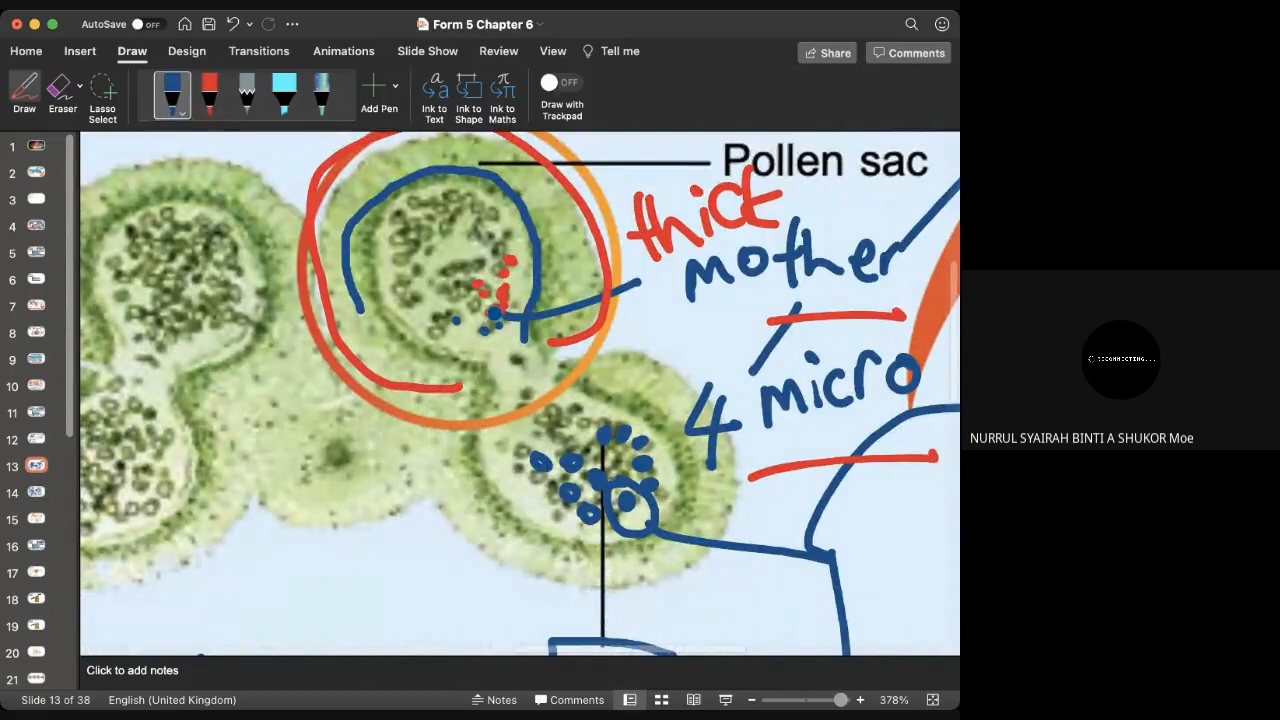 AutoSave OFF
Form 5 Chapter 6
Home Insert Draw Design Transitions Animations Slide Show Review View Tell me
Share Comments
Draw Eraser Lasso Select Add Pen Ink to Text Ink to Shape Ink to Maths Draw with Trackpad
OFF
1
2
3
4
5
6
7
8
9
10
11
12
13
14
15
16
17
18
19
20
21
Pollen sac
thick
mother
4 micro
RECONNECTING...
NURRUL SYAIRAH BINTI A SHUKOR Moe
Click to add notes
Slide 13 of 38 English (United Kingdom) Notes Comments 378%